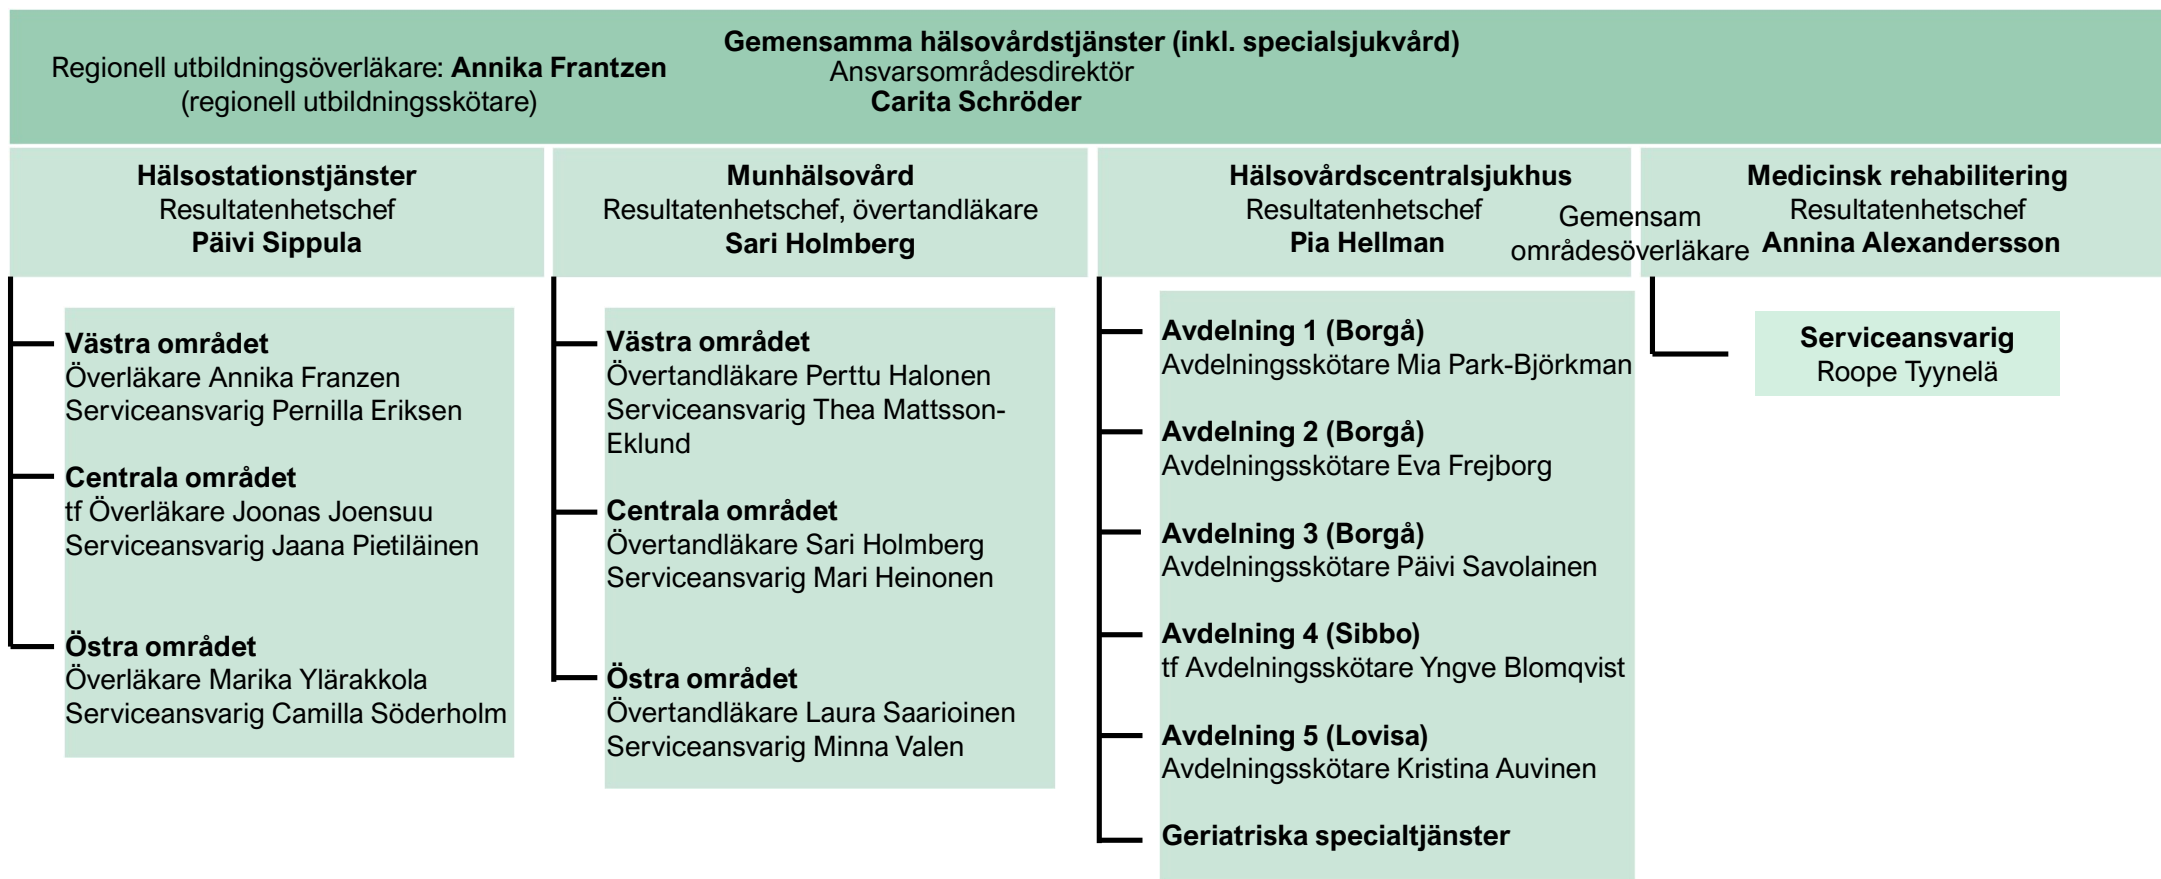 Regionell utbildningsöverläkare: Annika Frantzen
(regionell utbildningsskötare)
Gemensamma hälsovårdstjänster (inkl. specialsjukvård)
Ansvarsområdesdirektör
Carita Schröder
Hälsostationstjänster
Resultatenhetschef
Päivi Sippula
Västra området
Överläkare Annika Franzen
Serviceansvarig Pernilla Eriksen
Centrala området
tf Överläkare Joonas Joensuu
Serviceansvarig Jaana Pietiläinen
Östra området
Överläkare Marika Ylärakkola
Serviceansvarig Camilla Söderholm
Munhälsovård
Resultatenhetschef, övertandläkare
Sari Holmberg
Västra området
Övertandläkare Perttu Halonen
Serviceansvarig Thea Mattsson-
Eklund
Centrala området
Övertandläkare Sari Holmberg
Serviceansvarig Mari Heinonen
Östra området
Övertandläkare Laura Saarioinen
Serviceansvarig Minna Valen
Hälsovårdscentralsjukhus
Resultatenhetschef
Pia Hellman
Gemensam
områdesöverläkare
Avdelning 1 (Borgå)
Avdelningsskötare Mia Park-Björkman
Avdelning 2 (Borgå)
Avdelningsskötare Eva Frejborg
Avdelning 3 (Borgå)
Avdelningsskötare Päivi Savolainen
Avdelning 4 (Sibbo)
tf Avdelningsskötare Yngve Blomqvist
Avdelning 5 (Lovisa)
Avdelningsskötare Kristina Auvinen
Geriatriska specialtjänster
Medicinsk rehabilitering
Resultatenhetschef
Annina Alexandersson
Serviceansvarig
Roope Tyynelä